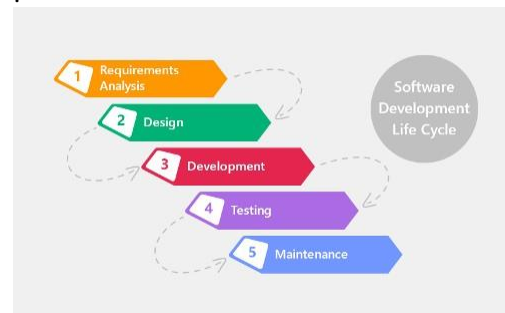 1
Requirements
Analysis
2
Design
3
Development
4
Testing
5
Maintenance
Software
Development
Life Cycle